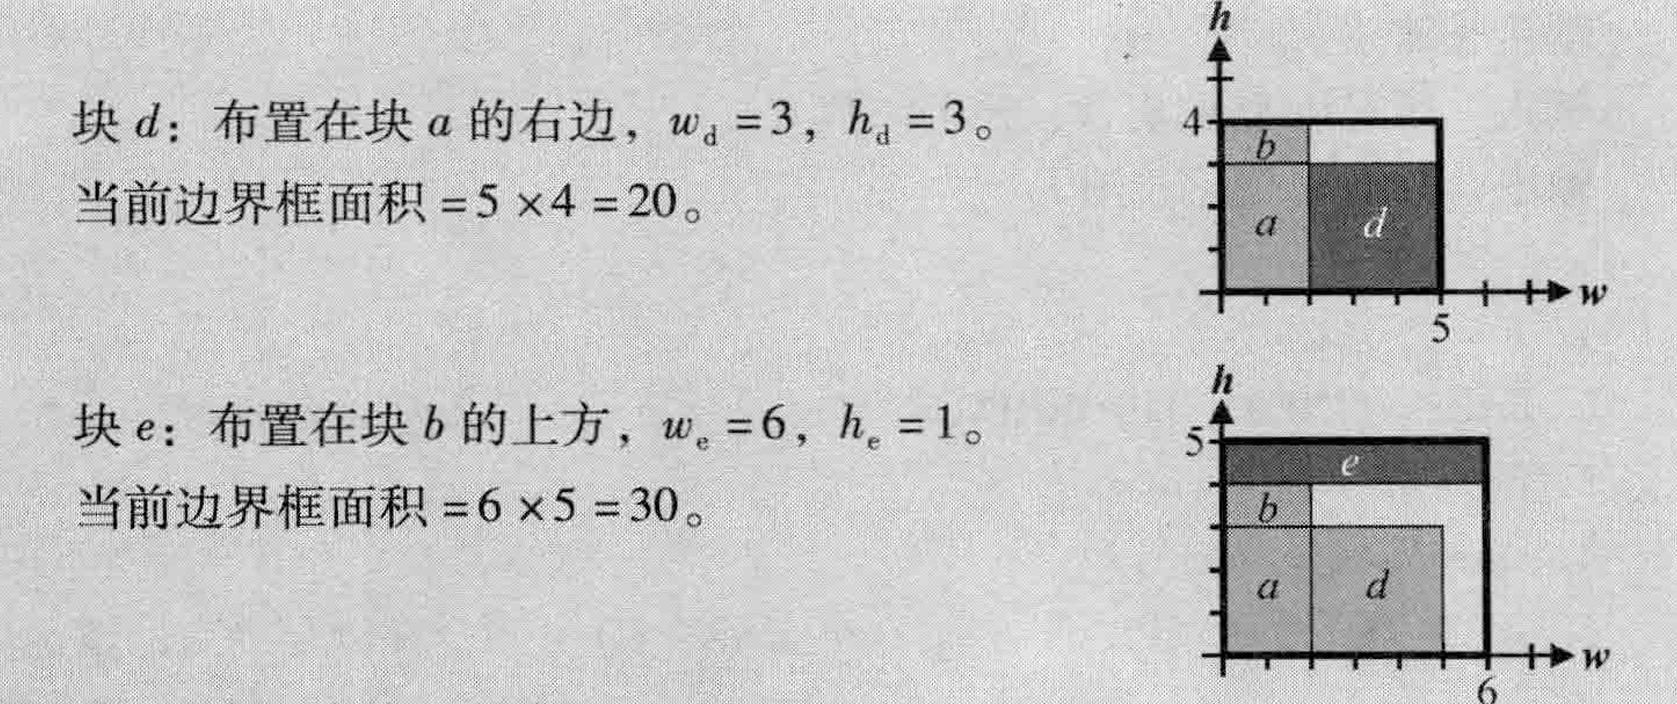 h
块 d：布置在块 a 的右边，w_d = 3，h_d = 3。
4
b
当前边界框面积 = 5 × 4 = 20。
a
d
w
5
h
块 e：布置在块 b 的上方，w_e = 6，h_e = 1。
5
e
当前边界框面积 = 6 × 5 = 30。
b
a
d
w
6